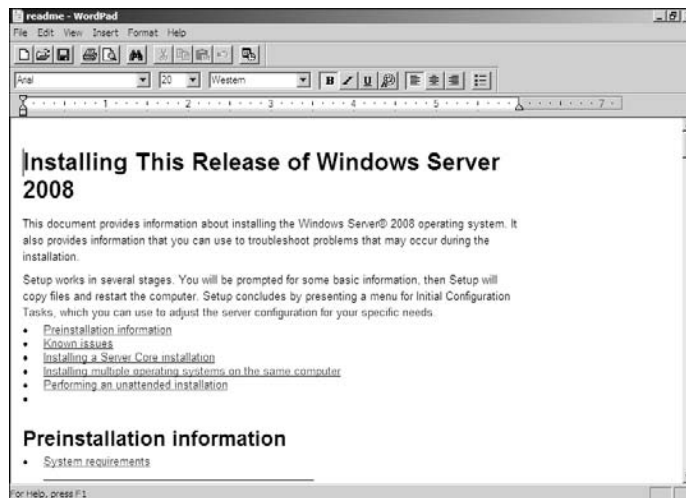 readme - WordPad
File Edit View Insert Format Help
Arial 20 Western
B / U
1 2 3 4 5 7
Installing This Release of Windows Server
2008
This document provides information about installing the Windows Server® 2008 operating system. It
also provides information that you can use to troubleshoot problems that may occur during the
installation.
Setup works in several stages. You will be prompted for some basic information, then Setup will
copy files and restart the computer. Setup concludes by presenting a menu for Initial Configuration
Tasks, which you can use to adjust the server configuration for your specific needs.
• Preinstallation information
• Known issues
• Installing a Server Core installation
• Installing multiple operating systems on the same computer
• Performing an unattended installation
•
Preinstallation information
• System requirements
For Help, press F1